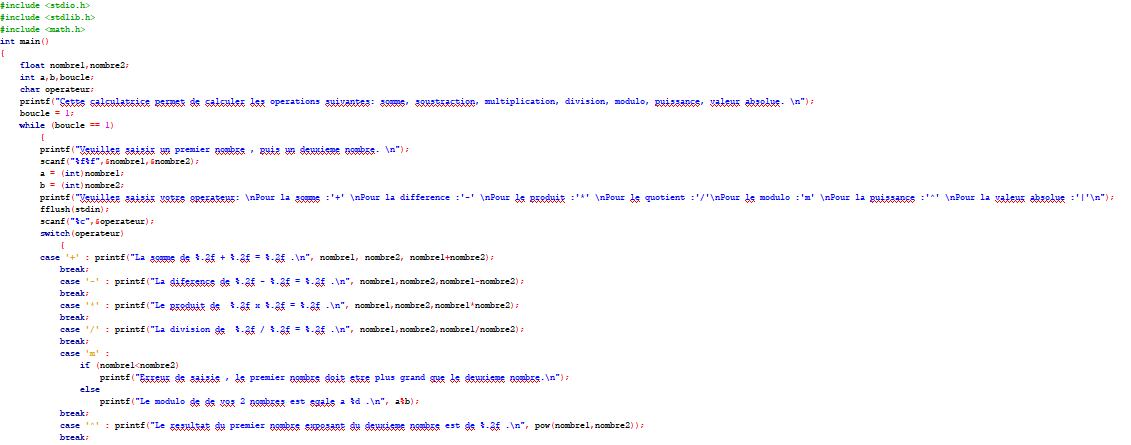 #include <stdio.h>
#include <stdlib.h>
#include <math.h>
int main()
{
float nombre1,nombre2;
int a,b,boucle;
char operateur;
printf("Cette calculatrice permet de calculer les operations suivantes: somme, soustraction, multiplication, division, modulo, puissance, valeur absolue. \n");
boucle = 1;
while (boucle == 1)
{
printf("Veuillez saisir un premier nombre , puis un deuxieme nombre. \n");
scanf("%f%f",&nombre1,&nombre2);
a = (int)nombre1;
b = (int)nombre2;
printf("Veuillez saisir votre operateur: \nPour la somme :'+' \nPour la difference :'-' \nPour le produit :'*' \nPour le quotient :'/'\nPour le modulo :'m' \nPour la puissance :'^' \nPour la valeur absolue :'|'\n");
fflush(stdin);
scanf("%c",&operateur);
switch(operateur)
{
case '+' : printf("La somme de %.2f + %.2f = %.2f .\n", nombre1, nombre2, nombre1+nombre2);
break;
case '-' : printf("La diference de %.2f - %.2f = %.2f .\n", nombre1,nombre2,nombre1-nombre2);
break;
case '*' : printf("Le produit de  %.2f x %.2f = %.2f .\n", nombre1,nombre2,nombre1*nombre2);
break;
case '/' : printf("La division de  %.2f / %.2f = %.2f .\n", nombre1,nombre2,nombre1/nombre2);
break;
case 'm' :
if (nombre1<nombre2)
printf("Erreur de saisie , le premier nombre doit etre plus grand que le deuxieme nombre.\n");
else
printf("Le modulo de de vos 2 nombres est egale a %d .\n", a%b);
break;
case '^' : printf("Le resultat du premier nombre exposant du deuxieme nombre est de %.2f .\n", pow(nombre1,nombre2));
break;